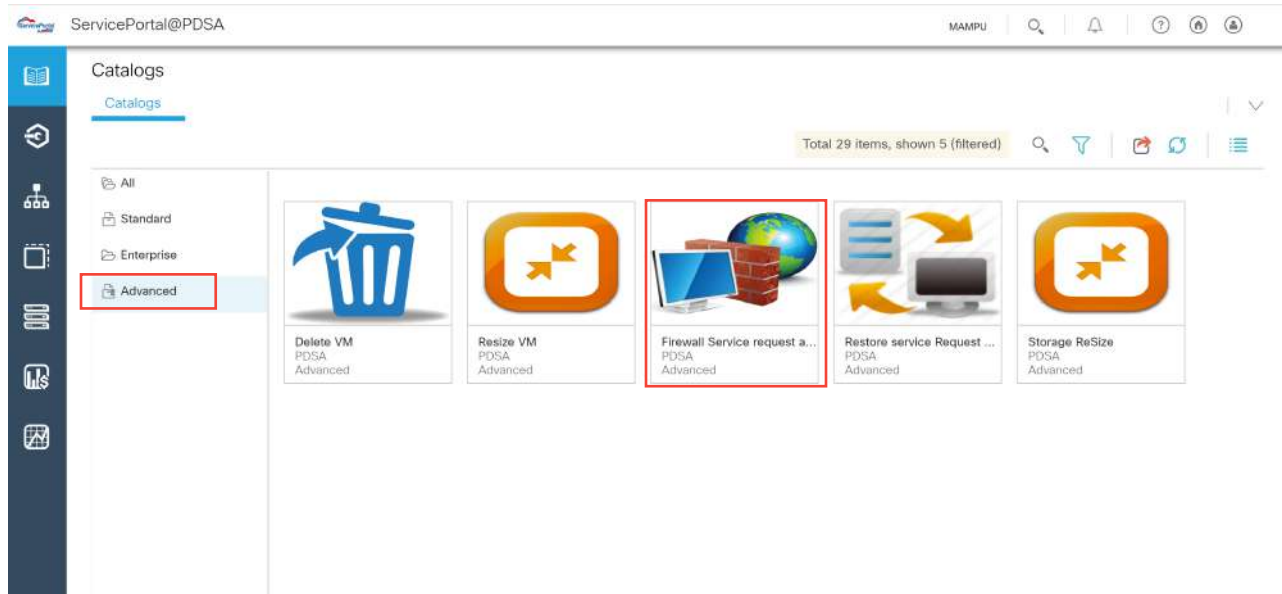 ServicePortal@PDSA
MAMPU
Catalogs
Catalogs
Total 29 items, shown 5 (filtered)
All
Standard
Enterprise
Advanced
Delete VM
PDSA
Advanced
Resize VM
PDSA
Advanced
Firewall Service request a...
PDSA
Advanced
Restore service Request ...
PDSA
Advanced
Storage ReSize
PDSA
Advanced